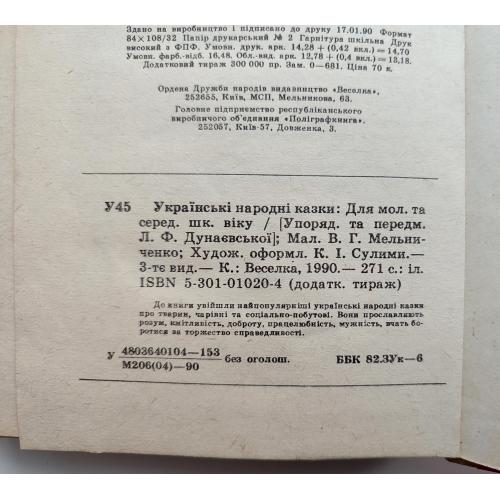 Здано на виробництво і підписано до друку 17.01.90 Формат
84×108/32 Папір друкарський № 2 Гарнітура шкільна Друк
високий з ФПФ. Умовн. друк. арк. 14,28+(0,42 вкл.)=14,70
Умовн. фарб.-відб. 16,48. Обл.-вид. арк. 12,78+(0,4 вкл.)=13,18.
Додатковий тираж 300 000 пр. Зам. 0—681. Ціна 70 к.
Ордена Дружби народів видавництво «Веселка»,
252655, Київ, МСП, Мельникова, 63.
Головне підприємство республіканського
виробничого об'єднання «Поліграфкнига».
252057, Київ-57, Довженка, 3.
У45 Українські народні казки: Для мол. та
серед. шк. віку / [Упоряд. та передм.
Л. Ф. Дунаєвської]; Мал. В. Г. Мельни-
ченко; Худож. оформл. К. І. Сулими.—
3-тє вид.— К.: Веселка, 1990.— 271 с.: іл.
ISBN 5-301-01020-4 (додатк. тираж)
До книги увійшли найпопулярніші українські народні казки
про тварин, чарівні та соціально-побутові. Вони прославляють
розум, кмітливість, доброту, працелюбність, мужність, вчать боро-
тися за торжество справедливості.
У 4803640104—153 без оголош. ББК 82.3Ук—6
М206(04)—90